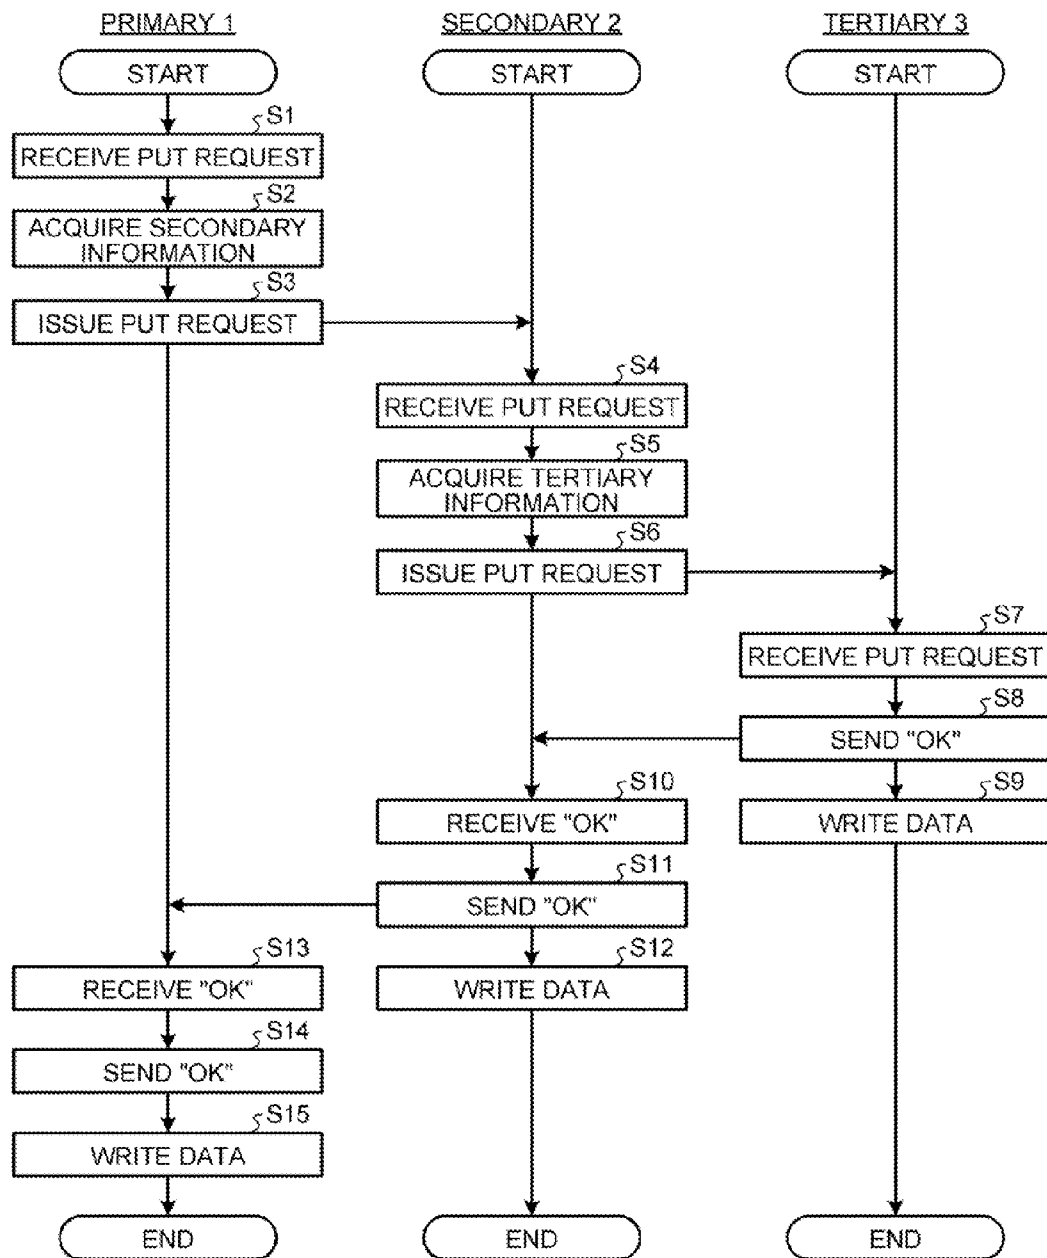 PRIMARY 1
SECONDARY 2
TERTIARY 3
START
START
START
S1
RECEIVE PUT REQUEST
S2
ACQUIRE SECONDARY
INFORMATION
S3
ISSUE PUT REQUEST
S4
RECEIVE PUT REQUEST
S5
ACQUIRE TERTIARY
INFORMATION
S6
ISSUE PUT REQUEST
S7
RECEIVE PUT REQUEST
S8
SEND "OK"
S9
WRITE DATA
S10
RECEIVE "OK"
S11
SEND "OK"
S12
WRITE DATA
S13
RECEIVE "OK"
S14
SEND "OK"
S15
WRITE DATA
END
END
END